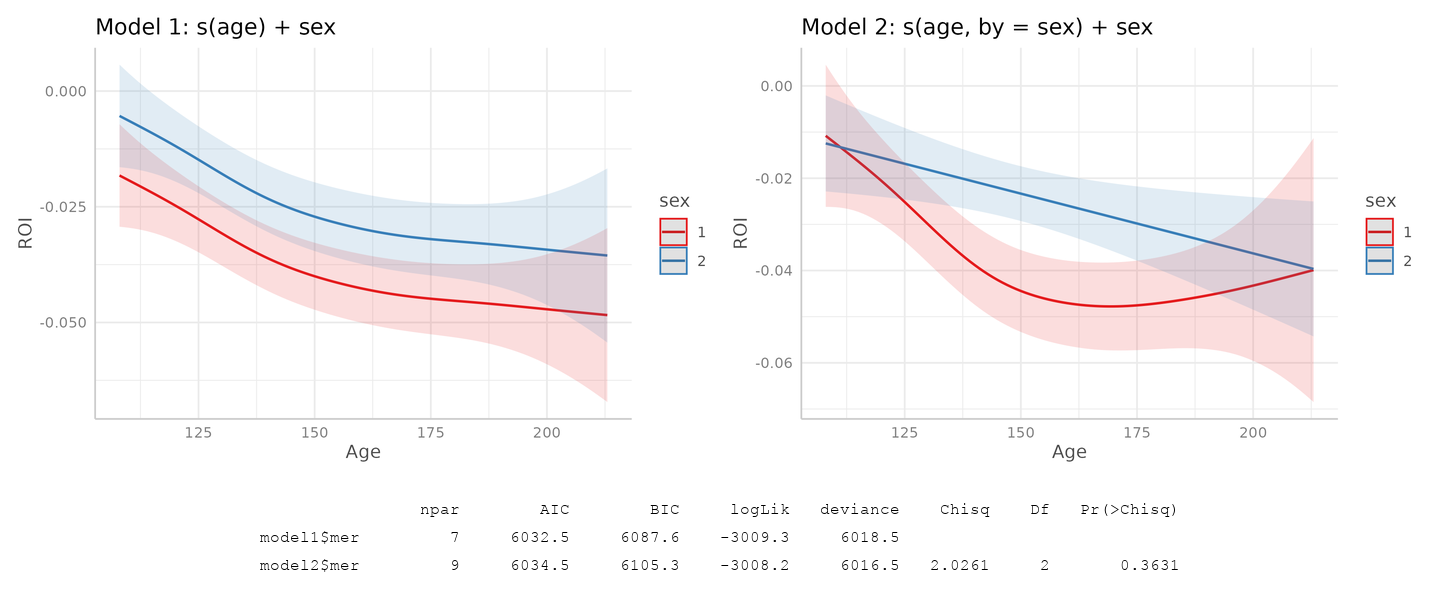 Model 1: s(age) + sex
0.000
-0.025
-0.050
ROI
125 150 175 200
Age
sex
1
2
Model 2: s(age, by = sex) + sex
0.00
-0.02
-0.04
-0.06
ROI
125 150 175 200
Age
sex
1
2
npar AIC BIC logLik deviance Chisq Df Pr(>Chisq)
model1$mer 7 6032.5 6087.6 -3009.3 6018.5
model2$mer 9 6034.5 6105.3 -3008.2 6016.5 2.0261 2 0.3631